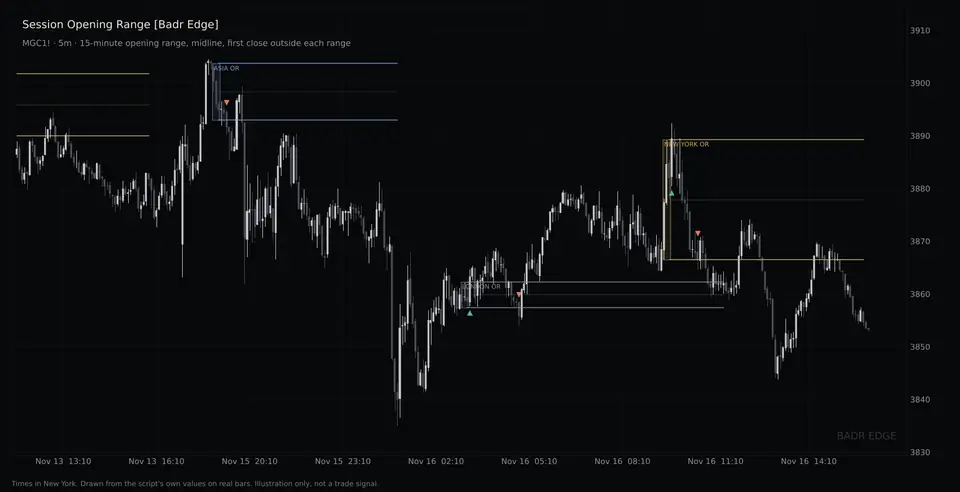 Session Opening Range [Badr Edge]
MGC1! · 5m · 15-minute opening range, midline, first close outside each range
ASIA OR
NEW YORK OR
LONDON OR
3910
3900
3890
3880
3870
3860
3850
3840
3830
BADR EDGE
Nov 13 13:10
Nov 13 16:10
Nov 15 20:10
Nov 15 23:10
Nov 16 02:10
Nov 16 05:10
Nov 16 08:10
Nov 16 11:10
Nov 16 14:10
Times in New York. Drawn from the script's own values on real bars. Illustration only, not a trade signal